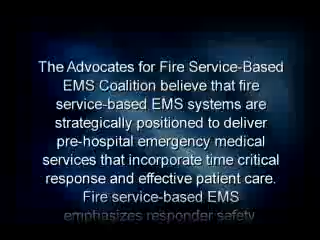 The Advocates for Fire Service-Based
EMS Coalition believe that fire
service-based EMS systems are
strategically positioned to deliver
pre-hospital emergency medical
services that incorporate time critical
response and effective patient care.
Fire service-based EMS
emphasizes responder safety